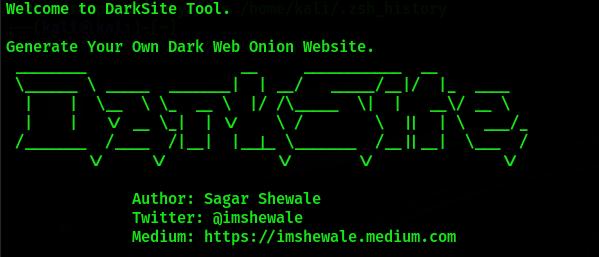 Welcome to DarkSite Tool.
/home/kali/.zsh_history
Generate Your Own Dark Web Onion Website.
DarkSite
Author: Sagar Shewale
Twitter: @imshewale
Medium: https://imshewale.medium.com